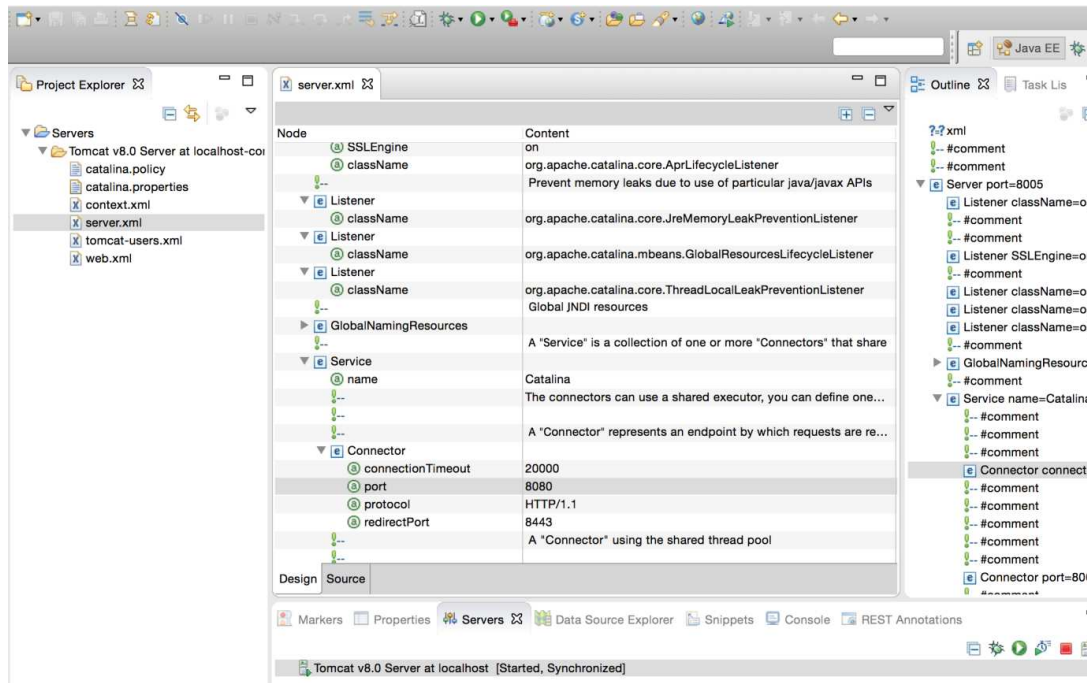 Java EE
Project Explorer
Servers
Tomcat v8.0 Server at localhost-co
catalina.policy
catalina.properties
context.xml
server.xml
tomcat-users.xml
web.xml
server.xml
Node Content
SSLEngine on
className org.apache.catalina.core.AprLifecycleListener
Prevent memory leaks due to use of particular java/javax APIs
Listener
className org.apache.catalina.core.JreMemoryLeakPreventionListener
Listener
className org.apache.catalina.mbeans.GlobalResourcesLifecycleListener
Listener
className org.apache.catalina.core.ThreadLocalLeakPreventionListener
Global JNDI resources
GlobalNamingResources
A "Service" is a collection of one or more "Connectors" that share
Service
name Catalina
The connectors can use a shared executor, you can define one...
A "Connector" represents an endpoint by which requests are re...
Connector
connectionTimeout 20000
port 8080
protocol HTTP/1.1
redirectPort 8443
A "Connector" using the shared thread pool
Design Source
Outline Task Lis
?=? xml
#comment
#comment
Server port=8005
Listener className=o
#comment
#comment
Listener SSLEngine=o
#comment
Listener className=o
Listener className=o
Listener className=o
#comment
GlobalNamingResourc
#comment
Service name=Catalina
#comment
#comment
#comment
Connector connect
#comment
#comment
#comment
#comment
#comment
Connector port=80
#comment
Markers Properties Servers Data Source Explorer Snippets Console REST Annotations
Tomcat v8.0 Server at localhost [Started, Synchronized]